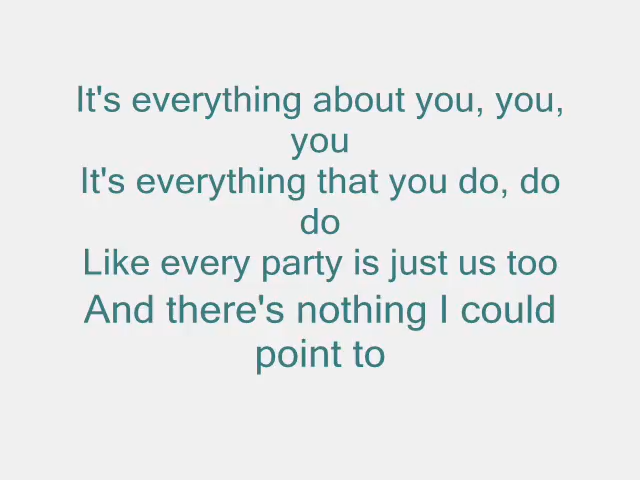 It's everything about you, you,
you
It's everything that you do, do
do
Like every party is just us too
And there's nothing I could
point to